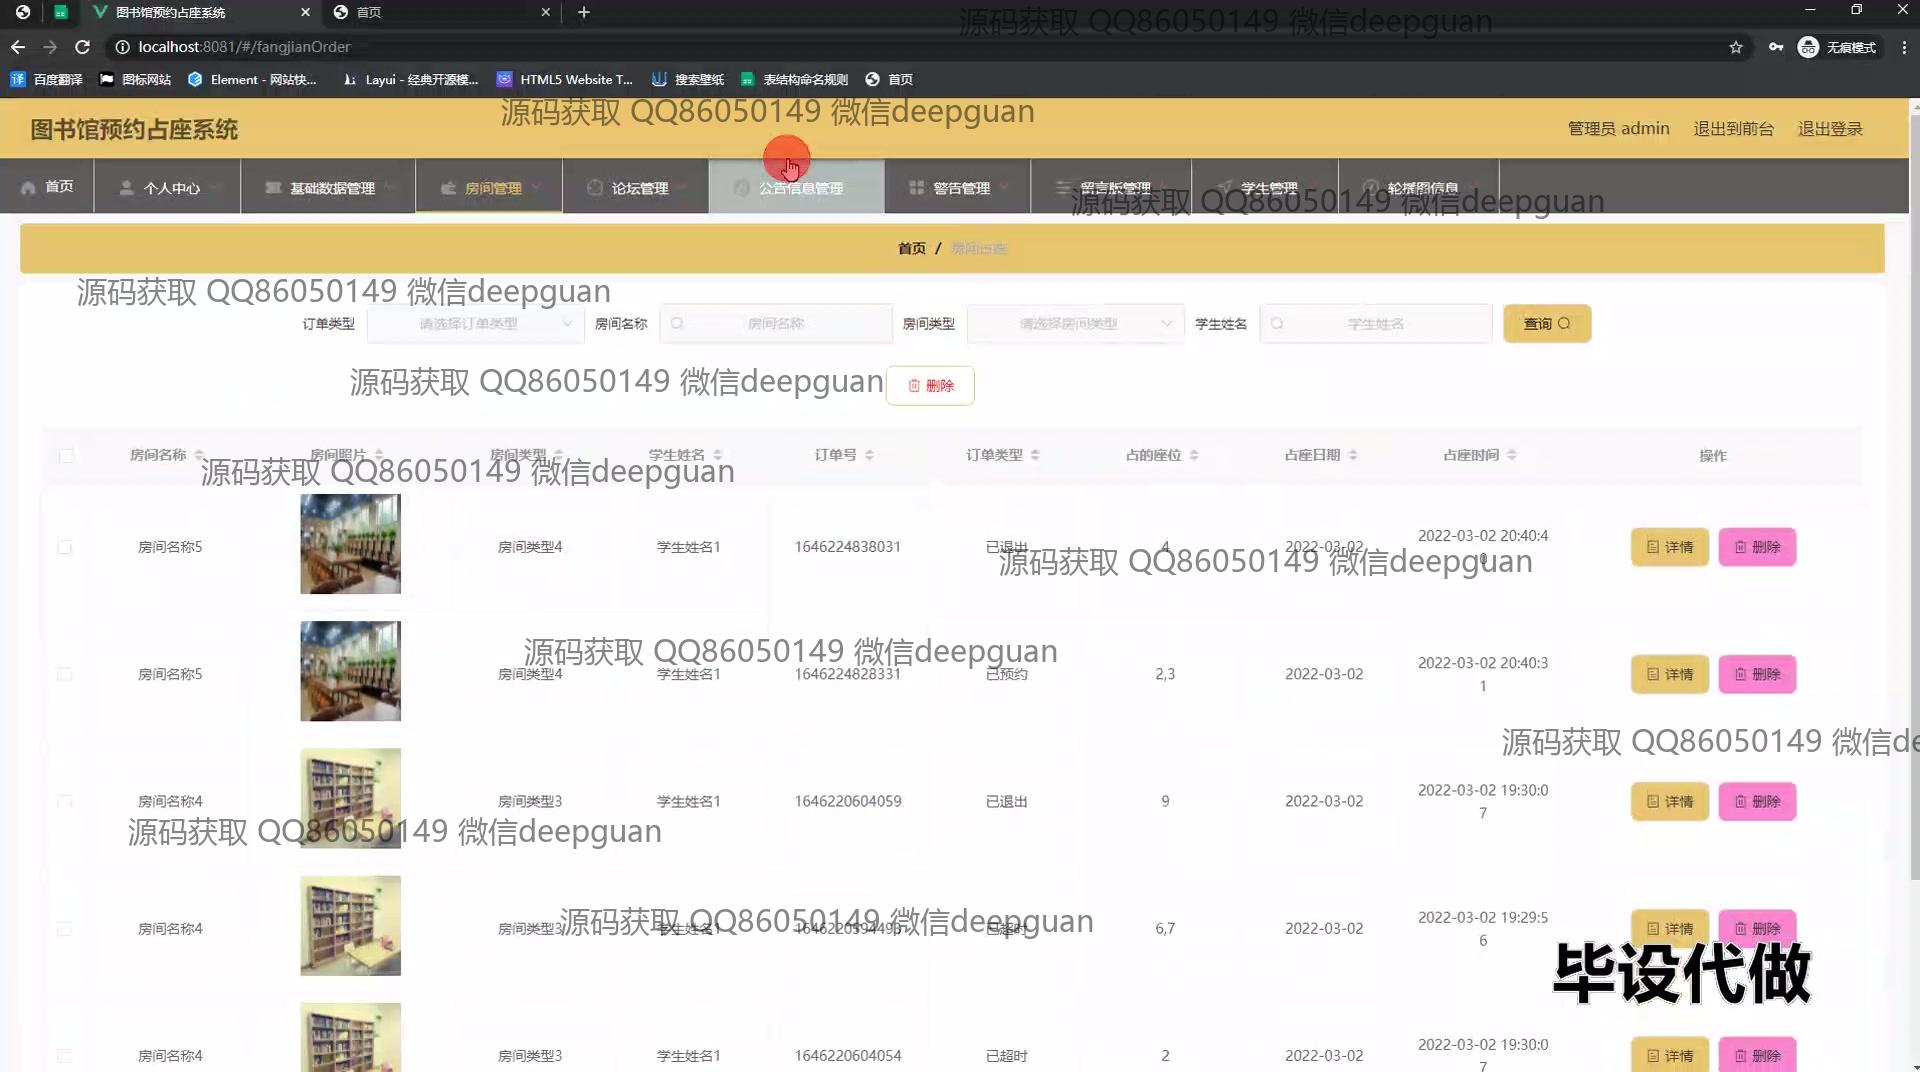 图书馆预约占座系统
首页
源码获取 QQ86050149 微信deepguan
localhost:8081/#/fangjianOrder
无痕模式
百度翻译 图标网站 Element - 网站快... Layui - 经典开源模... HTML5 Website T... 搜索壁纸 表结构命名规则 首页
源码获取 QQ86050149 微信deepguan
图书馆预约占座系统
管理员 admin 退出到前台 退出登录
首页 个人中心 基础数据管理 房间管理 论坛管理 公告信息管理 警告管理 留言版管理 学生管理 轮播图信息
源码获取 QQ86050149 微信deepguan
首页 /
源码获取 QQ86050149 微信deepguan
订单类型 请选择订单类型 房间名称 房间名称 房间类型 请选择房间类型 学生姓名 学生姓名 查询
源码获取 QQ86050149 微信deepguan
删除
房间名称 房间照片 房间类型 学生姓名 订单号 订单类型 占的座位 占座日期 占座时间 操作
源码获取 QQ86050149 微信deepguan
房间名称5 房间类型4 学生姓名1 1646224838031 已退出 4 2022-03-02 2022-03-02 20:40:4 详情 删除
源码获取 QQ86050149 微信deepguan
源码获取 QQ86050149 微信deepguan
房间名称5 房间类型4 学生姓名1 1646224828331 已预约 2,3 2022-03-02 2022-03-02 20:40:3
1 详情 删除
源码获取 QQ86050149 微信de
房间名称4 房间类型3 学生姓名1 1646220604059 已退出 9 2022-03-02 2022-03-02 19:30:0
7 详情 删除
源码获取 QQ86050149 微信deepguan
房间名称4 房间类型3 学生姓名1 已超时 6,7 2022-03-02 2022-03-02 19:29:5
6 详情 删除
源码获取 QQ86050149 微信deepguan
毕设代做
房间名称4 房间类型3 学生姓名1 1646220604054 已超时 2 2022-03-02 2022-03-02 19:30:0
7 详情 删除